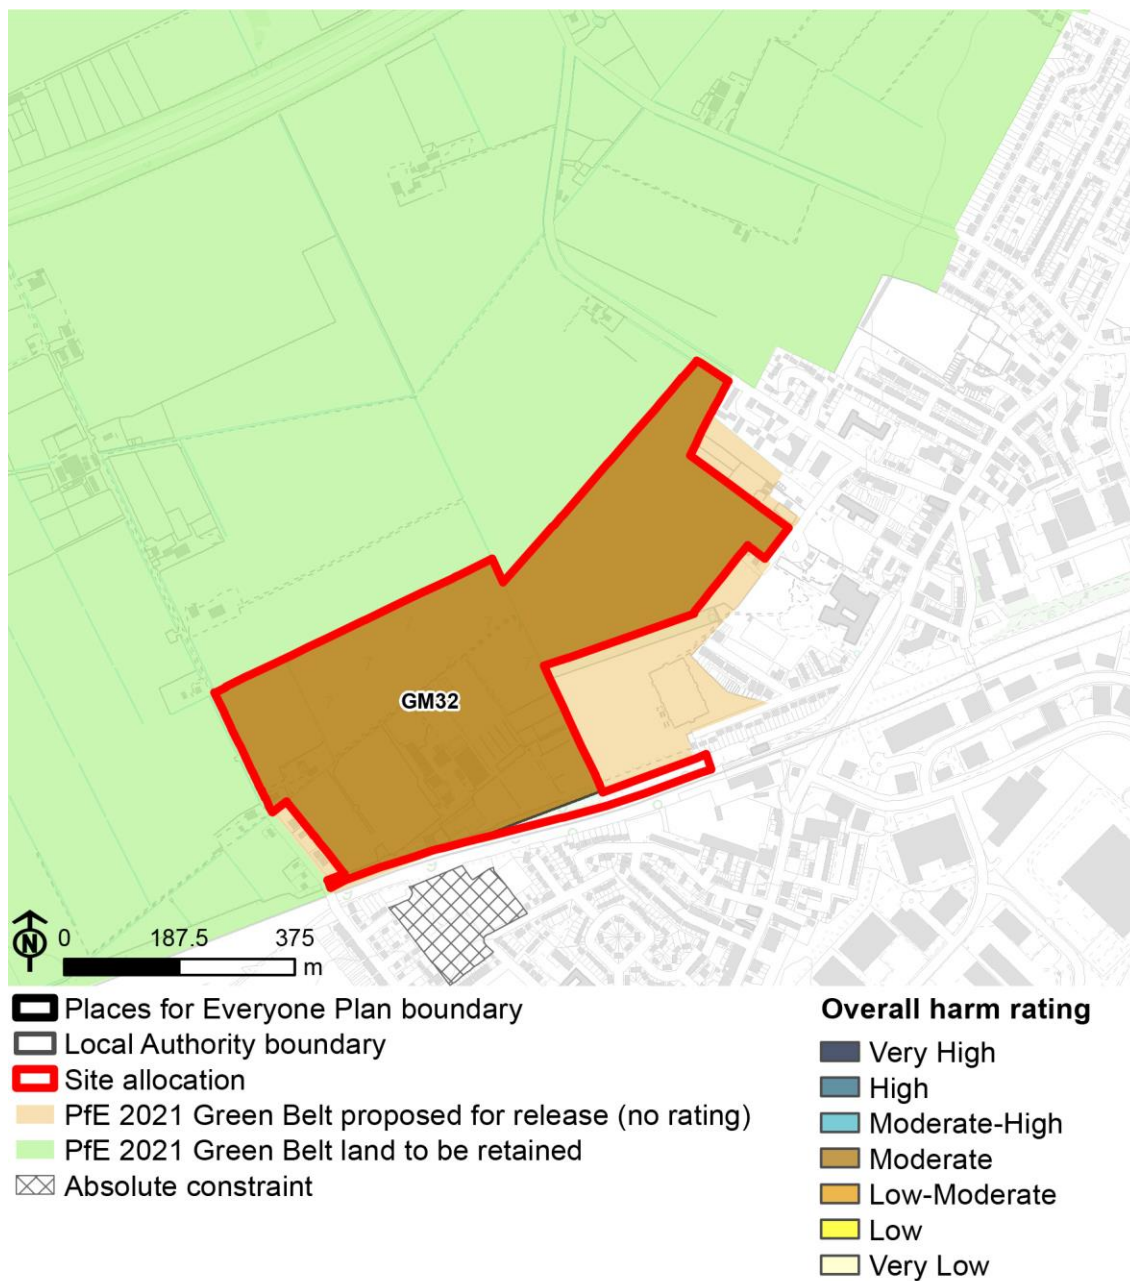 GM32
N
0 187.5 375
m
Places for Everyone Plan boundary
Local Authority boundary
Site allocation
PfE 2021 Green Belt proposed for release (no rating)
PfE 2021 Green Belt land to be retained
Absolute constraint
Overall harm rating
Very High
High
Moderate-High
Moderate
Low-Moderate
Low
Very Low